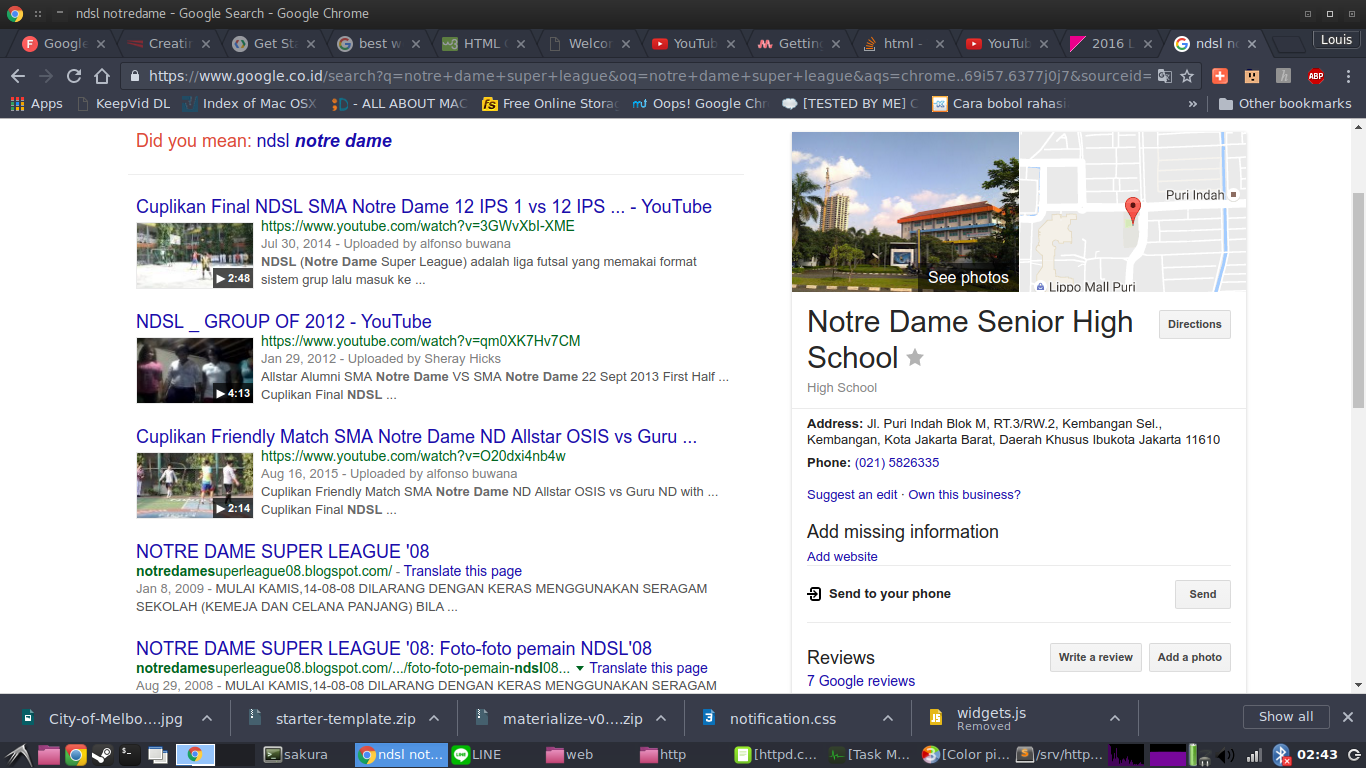 ndsl notredame - Google Search - Google Chrome
Google
Creatin
Get Sta
best w
HTML
Welcom
YouTub
Getting
html -
YouTub
2016 L
ndsl no
Louis
https://www.google.co.id/search?q=notre+dame+super+league&oq=notre+dame+super+league&aqs=chrome..69i57.6377j0j7&sourceid=
ABP
Apps
KeepVid DL
Index of Mac OSX
- ALL ABOUT MAC
Free Online Storag
Oops! Google Chr
[TESTED BY ME] C
Cara bobol rahasi
»
Other bookmarks
Did you mean: ndsl notre dame
Cuplikan Final NDSL SMA Notre Dame 12 IPS 1 vs 12 IPS ... - YouTube
https://www.youtube.com/watch?v=3GWvXbI-XME
Jul 30, 2014 - Uploaded by alfonso buwana
NDSL (Notre Dame Super League) adalah liga futsal yang memakai format
sistem grup lalu masuk ke ...
2:48
NDSL _ GROUP OF 2012 - YouTube
https://www.youtube.com/watch?v=qm0XK7Hv7CM
Jan 29, 2012 - Uploaded by Sheray Hicks
Allstar Alumni SMA Notre Dame VS SMA Notre Dame 22 Sept 2013 First Half ...
Cuplikan Final NDSL ...
4:13
Cuplikan Friendly Match SMA Notre Dame ND Allstar OSIS vs Guru ...
https://www.youtube.com/watch?v=O20dxi4nb4w
Aug 16, 2015 - Uploaded by alfonso buwana
Cuplikan Friendly Match SMA Notre Dame ND Allstar OSIS vs Guru ND with ...
Cuplikan Final NDSL ...
2:14
NOTRE DAME SUPER LEAGUE '08
notredamesuperleague08.blogspot.com/ - Translate this page
Jan 8, 2009 - MULAI KAMIS,14-08-08 DILARANG DENGAN KERAS MENGGUNAKAN SERAGAM
SEKOLAH (KEMEJA DAN CELANA PANJANG) BILA ...
NOTRE DAME SUPER LEAGUE '08: Foto-foto pemain NDSL'08
notredamesuperleague08.blogspot.com/.../foto-foto-pemain-ndsl08... Translate this page
Aug 29, 2008 - MULAI KAMIS,14-08-08 DILARANG DENGAN KERAS MENGGUNAKAN SERAGAM
See photos
Puri Indah
Lippo Mall Puri
Notre Dame Senior High
School
Directions
High School
Address: Jl. Puri Indah Blok M, RT.3/RW.2, Kembangan Sel.,
Kembangan, Kota Jakarta Barat, Daerah Khusus Ibukota Jakarta 11610
Phone: (021) 5826335
Suggest an edit · Own this business?
Add missing information
Add website
Send to your phone
Send
Reviews
Write a review
Add a photo
7 Google reviews
City-of-Melbo....jpg
starter-template.zip
materialize-v0....zip
notification.css
widgets.js
Removed
Show all
sakura
ndsl not...
LINE
web
http
[httpd.c...
[Task M...
[Color pi...
/srv/http...
02:43